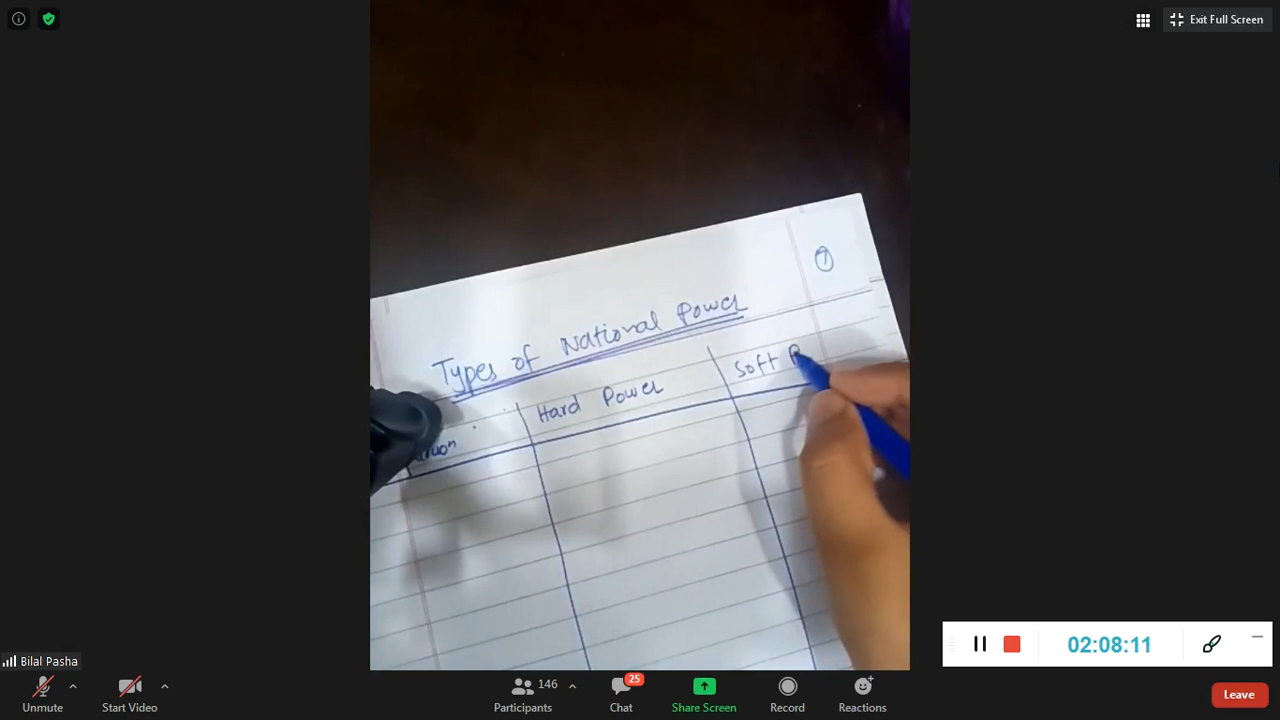 Exit Full Screen
7
Types of National Power
Hard Power
Soft P
02:08:11
Bilal Pasha
146
25
Unmute
Start Video
Participants
Chat
Share Screen
Record
Reactions
Leave